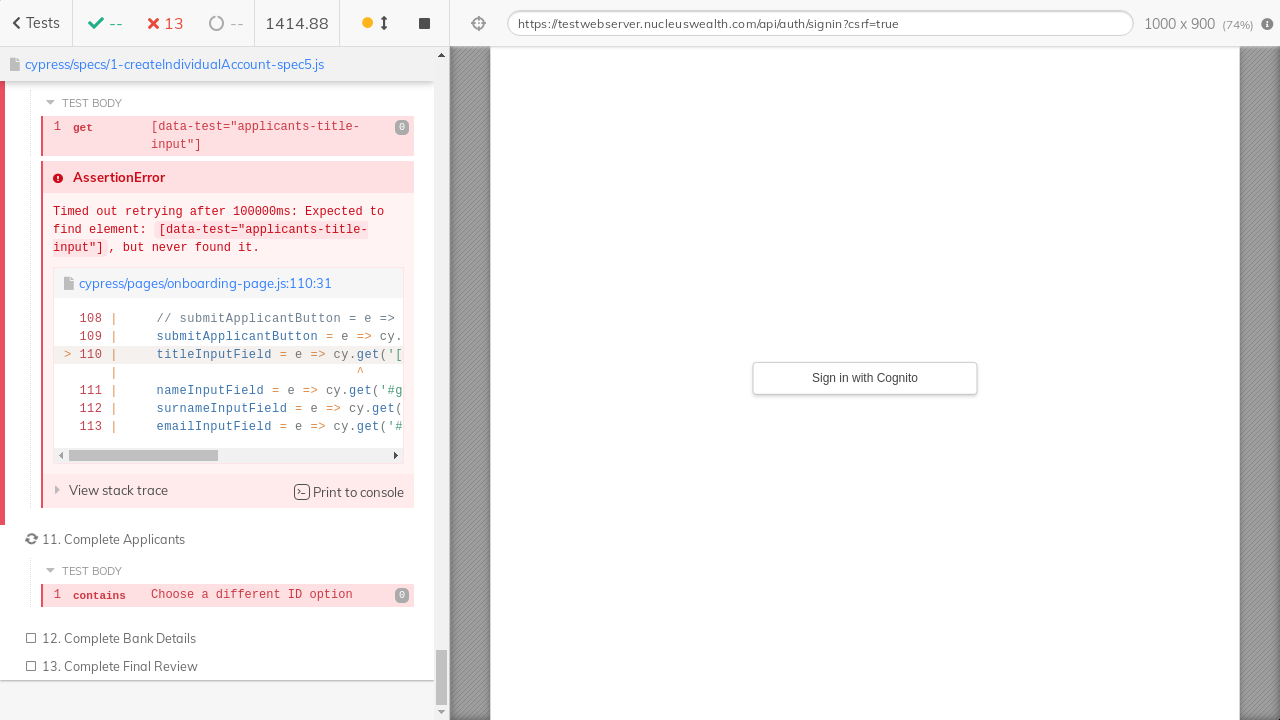 Tests
--
13
--
1414.88
https://testwebserver.nucleuswealth.com/api/auth/signin?csrf=true
1000 x 900 (74%)
cypress/specs/1-createIndividualAccount-spec5.js
TEST BODY
1 get [data-test="applicants-title-
input"] 0
AssertionError
Timed out retrying after 100000ms: Expected to
find element: [data-test="applicants-title-
input"], but never found it.
cypress/pages/onboarding-page.js:110:31
108 | // submitApplicantButton = e =>
109 | submitApplicantButton = e => cy.
> 110 | titleInputField = e => cy.get('[
| ^
111 | nameInputField = e => cy.get('#g
112 | surnameInputField = e => cy.get(
113 | emailInputField = e => cy.get('#
View stack trace
Print to console
11. Complete Applicants
TEST BODY
1 contains Choose a different ID option 0
12. Complete Bank Details
13. Complete Final Review
Sign in with Cognito